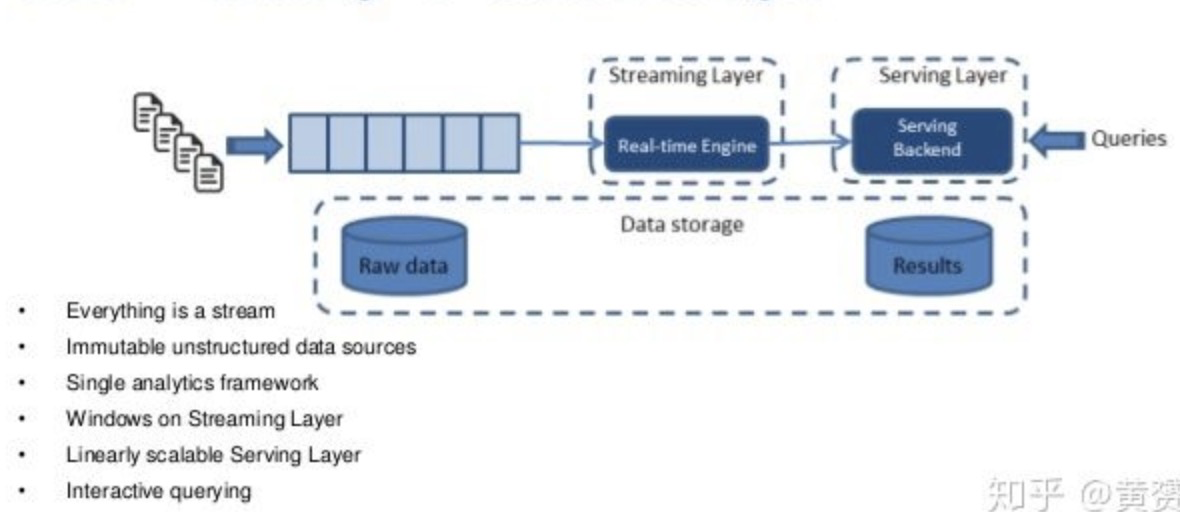 Streaming Layer
Serving Layer
Real-time Engine
Serving
Backend
Queries
Data storage
Raw data
Results
• Everything is a stream
• Immutable unstructured data sources
• Single analytics framework
• Windows on Streaming Layer
• Linearly scalable Serving Layer
• Interactive querying
知乎 @黄赟